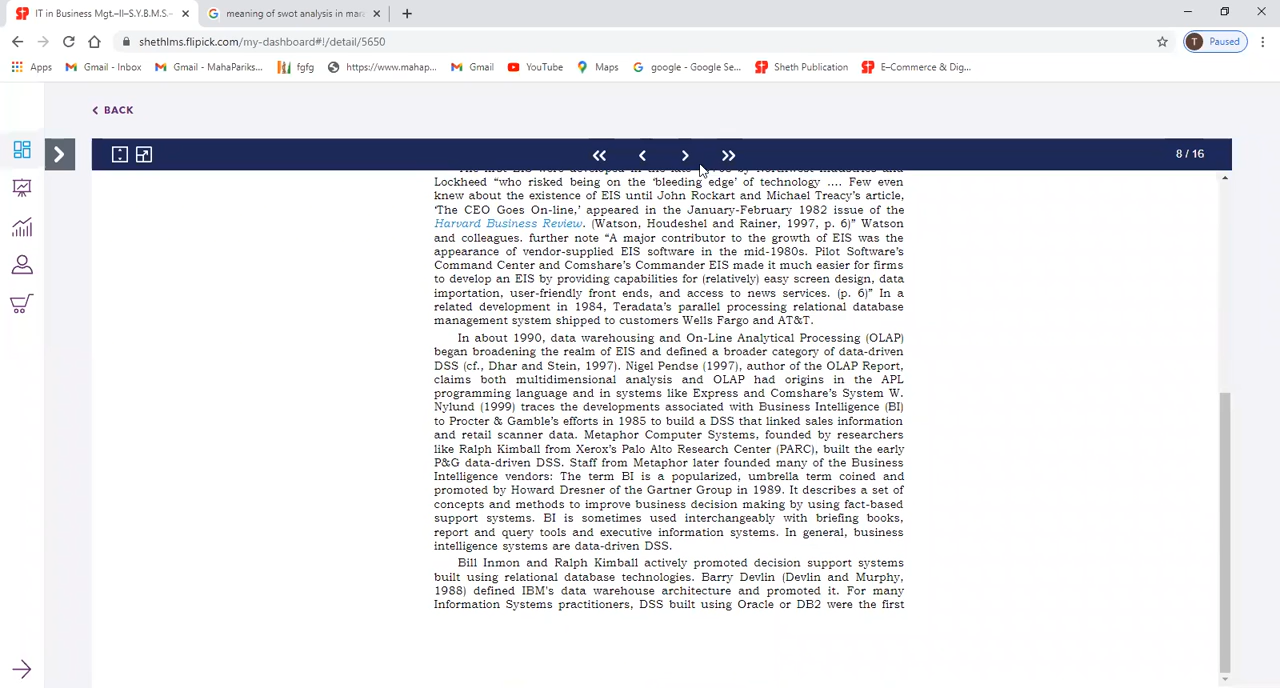 IT in Business Mgt.–II–S.Y.B.M.S.-
meaning of swot analysis in mar
shethlms.flipick.com/my-dashboard#!/detail/5650
T Paused
Apps
Gmail - Inbox
Gmail - MahaPariks...
fgfg
https://www.mahap...
Gmail
YouTube
Maps
google - Google Se...
Sheth Publication
E–Commerce & Dig...
BACK
8 / 16
Lockheed “who risked being on the ‘bleeding edge’ of technology .... Few even
knew about the existence of EIS until John Rockart and Michael Treacy’s article,
‘The CEO Goes On-line,’ appeared in the January-February 1982 issue of the
Harvard Business Review. (Watson, Houdeshel and Rainer, 1997, p. 6)” Watson
and colleagues. further note “A major contributor to the growth of EIS was the
appearance of vendor-supplied EIS software in the mid-1980s. Pilot Software’s
Command Center and Comshare’s Commander EIS made it much easier for firms
to develop an EIS by providing capabilities for (relatively) easy screen design, data
importation, user-friendly front ends, and access to news services. (p. 6)” In a
related development in 1984, Teradata’s parallel processing relational database
management system shipped to customers Wells Fargo and AT&T.
In about 1990, data warehousing and On-Line Analytical Processing (OLAP)
began broadening the realm of EIS and defined a broader category of data-driven
DSS (cf., Dhar and Stein, 1997). Nigel Pendse (1997), author of the OLAP Report,
claims both multidimensional analysis and OLAP had origins in the APL
programming language and in systems like Express and Comshare’s System W.
Nylund (1999) traces the developments associated with Business Intelligence (BI)
to Procter & Gamble’s efforts in 1985 to build a DSS that linked sales information
and retail scanner data. Metaphor Computer Systems, founded by researchers
like Ralph Kimball from Xerox’s Palo Alto Research Center (PARC), built the early
P&G data-driven DSS. Staff from Metaphor later founded many of the Business
Intelligence vendors: The term BI is a popularized, umbrella term coined and
promoted by Howard Dresner of the Gartner Group in 1989. It describes a set of
concepts and methods to improve business decision making by using fact-based
support systems. BI is sometimes used interchangeably with briefing books,
report and query tools and executive information systems. In general, business
intelligence systems are data-driven DSS.
Bill Inmon and Ralph Kimball actively promoted decision support systems
built using relational database technologies. Barry Devlin (Devlin and Murphy,
1988) defined IBM’s data warehouse architecture and promoted it. For many
Information Systems practitioners, DSS built using Oracle or DB2 were the first